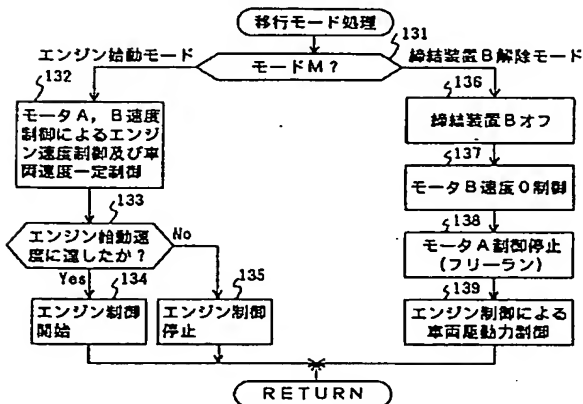 移行モード処理
131
エンジン始動モード
モードM?
締結装置B解除モード
132
モータA,B速度
制御によるエンジ
ン速度制御及び車
両速度一定制御
133
エンジン始動速
度に達したか?
No
Yes
134
エンジン制御
開始
135
エンジン制御
停止
136
締結装置Bオフ
137
モータB速度0制御
138
モータA制御停止
(フリーラン)
139
エンジン制御による
車両駆動力制御
RETURN